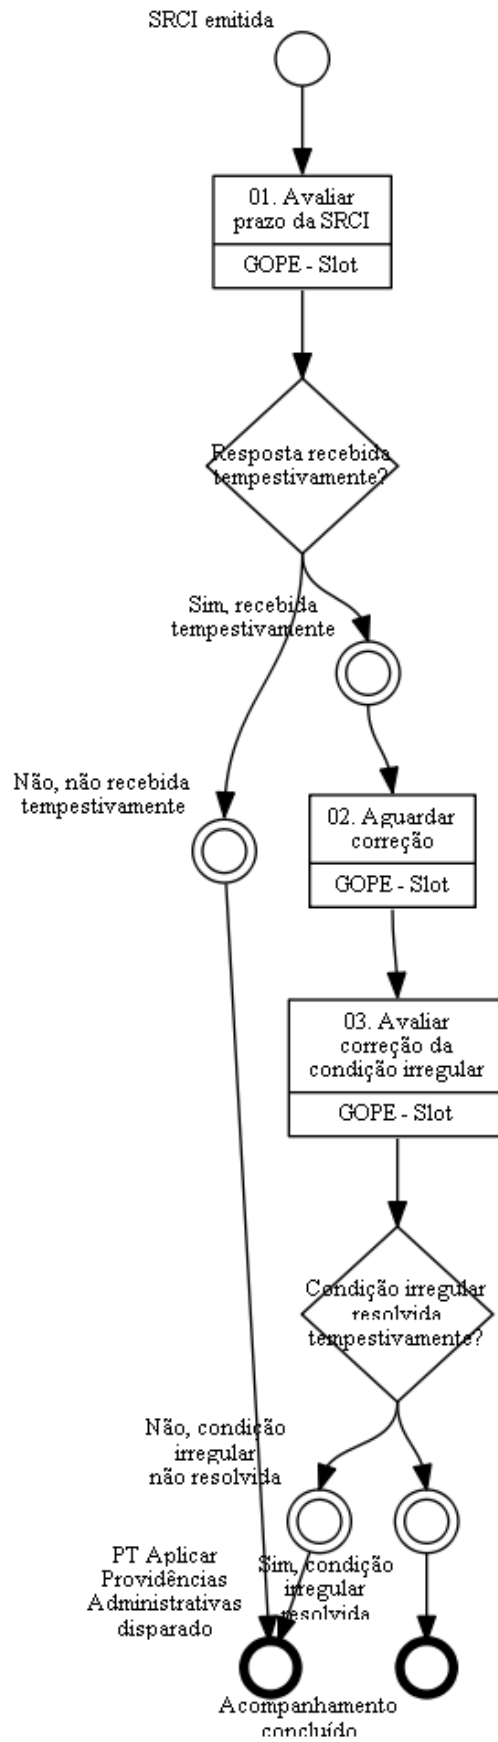 SRCI emitida
01. Avaliar
prazo da SRCI
GOPE - Slot
Resposta recebida
tempestivamente?
Sim, recebida
tempestivamente
Não, não recebida
tempestivamente
02. Aguardar
correção
GOPE - Slot
03. Avaliar
correção da
condição irregular
GOPE - Slot
Condição irregular
resolvida
tempestivamente?
Não, condição
irregular
não resolvida
Sim, condição
irregular
resolvida
PT Aplicar
Providências
Administrativas
disparado
Acompanhamento
concluído